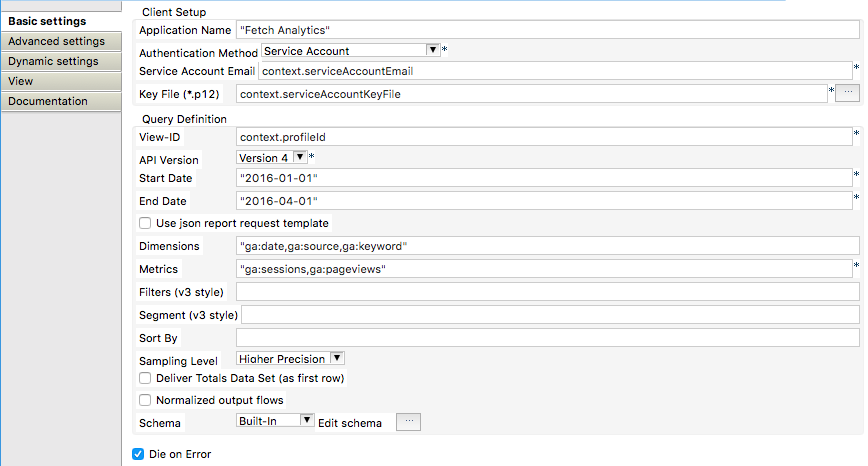 Basic settings
Advanced settings
Dynamic settings
View
Documentation
Client Setup
Application Name "Fetch Analytics"
Authentication Method Service Account *
Service Account Email context.serviceAccountEmail *
Key File (*.p12) context.serviceAccountKeyFile * ...
Query Definition
View-ID context.profileId *
API Version Version 4 *
Start Date "2016-01-01" *
End Date "2016-04-01" *
Use json report request template
Dimensions "ga:date,ga:source,ga:keyword"
Metrics "ga:sessions,ga:pageviews" *
Filters (v3 style)
Segment (v3 style)
Sort By
Sampling Level Higher Precision
Deliver Totals Data Set (as first row)
Normalized output flows
Schema Built-In Edit schema ...
Die on Error